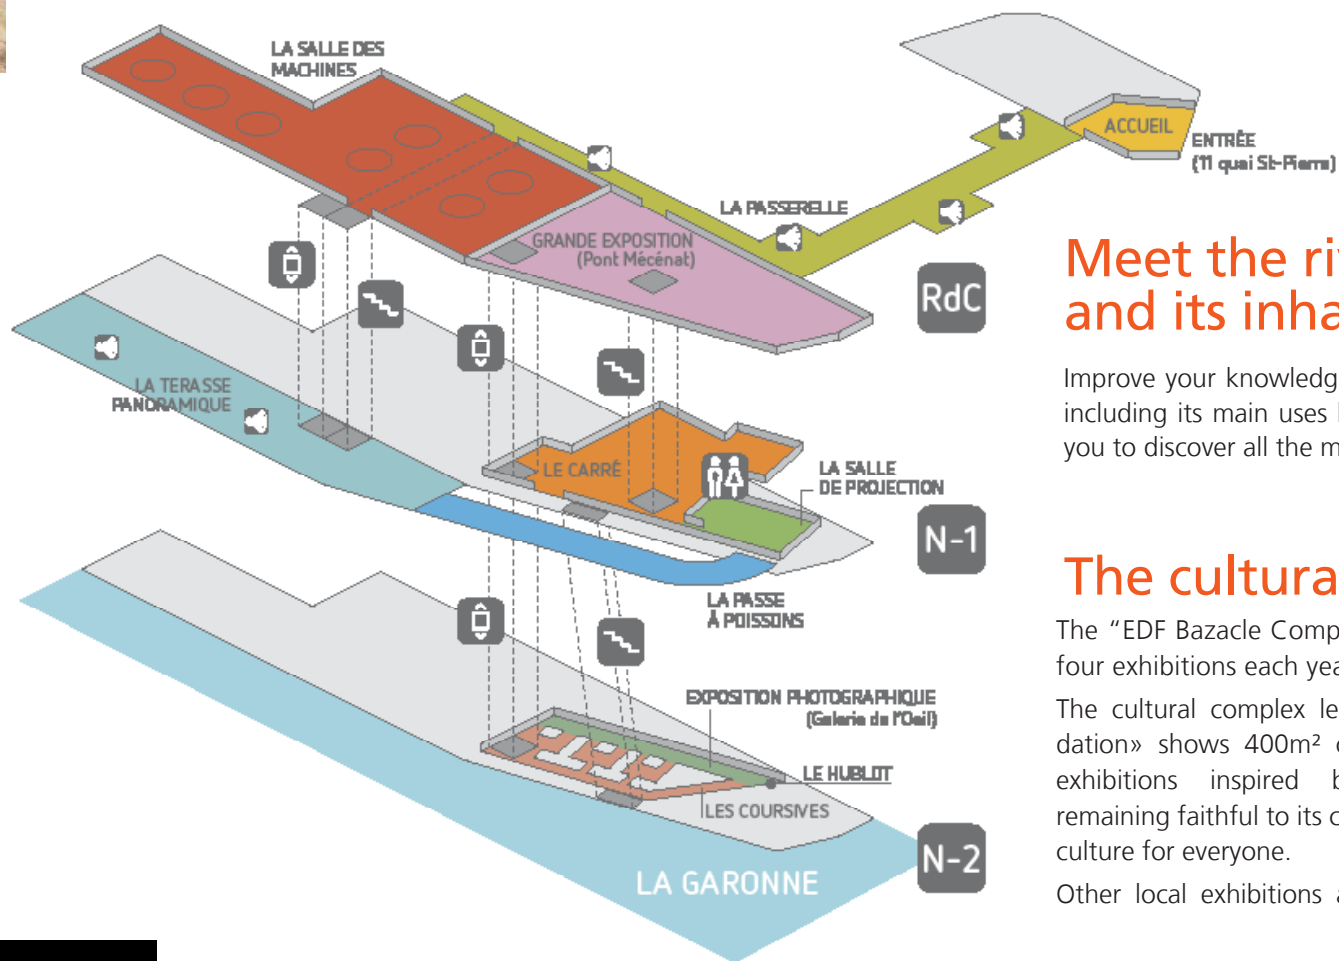 LA SALLE DES
MACHINES
ACCUEIL
ENTRÉE
(11 quai St-Pierre)
LA PASSERELLE
GRANDE EXPOSITION
(Pont Mécénat)
RdC
LA TERASSE
PANORAMIQUE
LE CARRÉ
LA SALLE
DE PROJECTION
N-1
LA PASSE
À POISSONS
EXPOSITION PHOTOGRAPHIQUE
(Galerie de l'Oeil)
LE HUBLOT
LES COURSIVES
N-2
LA GARONNE
Meet the ri
and its inha
Improve your knowledg
including its main uses
you to discover all the m
The cultura
The “EDF Bazacle Comp
four exhibitions each yea
The cultural complex le
dation» shows 400m² o
exhibitions inspired b
remaining faithful to its c
culture for everyone.
Other local exhibitions a